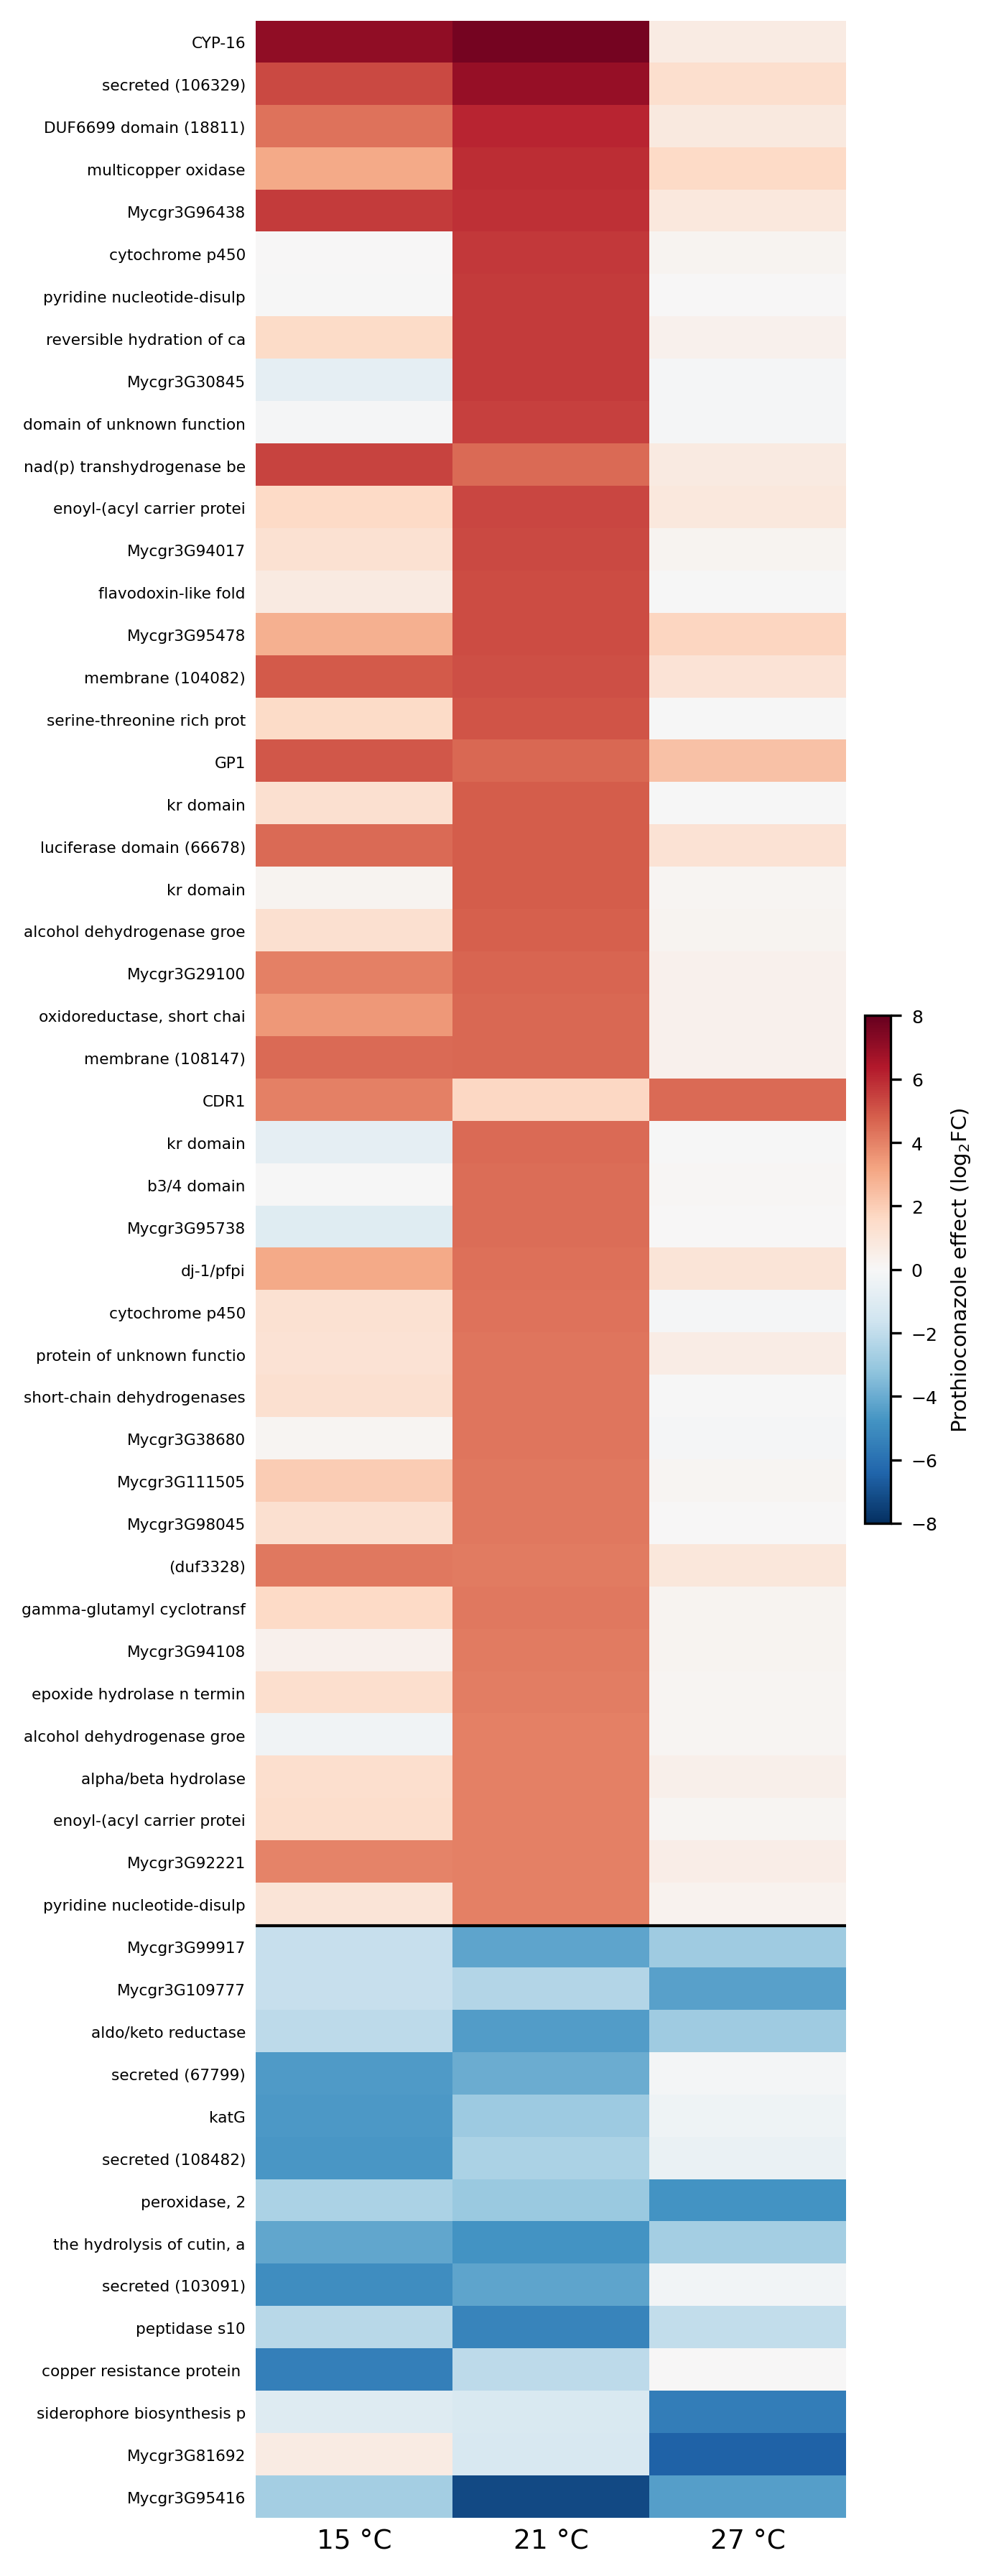 CYP-16
secreted (106329)
DUF6699 domain (18811)
multicopper oxidase
Mycgr3G96438
cytochrome p450
pyridine nucleotide-disulp
reversible hydration of ca
Mycgr3G30845
domain of unknown function
nad(p) transhydrogenase be
enoyl-(acyl carrier protei
Mycgr3G94017
flavodoxin-like fold
Mycgr3G95478
membrane (104082)
serine-threonine rich prot
GP1
kr domain
luciferase domain (66678)
kr domain
alcohol dehydrogenase groe
Mycgr3G29100
oxidoreductase, short chai
membrane (108147)
CDR1
kr domain
b3/4 domain
Mycgr3G95738
dj-1/pfpi
cytochrome p450
protein of unknown functio
short-chain dehydrogenases
Mycgr3G38680
Mycgr3G111505
Mycgr3G98045
(duf3328)
gamma-glutamyl cyclotransf
Mycgr3G94108
epoxide hydrolase n termin
alcohol dehydrogenase groe
alpha/beta hydrolase
enoyl-(acyl carrier protei
Mycgr3G92221
pyridine nucleotide-disulp
Mycgr3G99917
Mycgr3G109777
aldo/keto reductase
secreted (67799)
katG
secreted (108482)
peroxidase, 2
the hydrolysis of cutin, a
secreted (103091)
peptidase s10
copper resistance protein
siderophore biosynthesis p
Mycgr3G81692
Mycgr3G95416
15 °C 21 °C 27 °C
8
6
4
2
0
−2
−4
−6
−8
Prothioconazole effect (log₂FC)